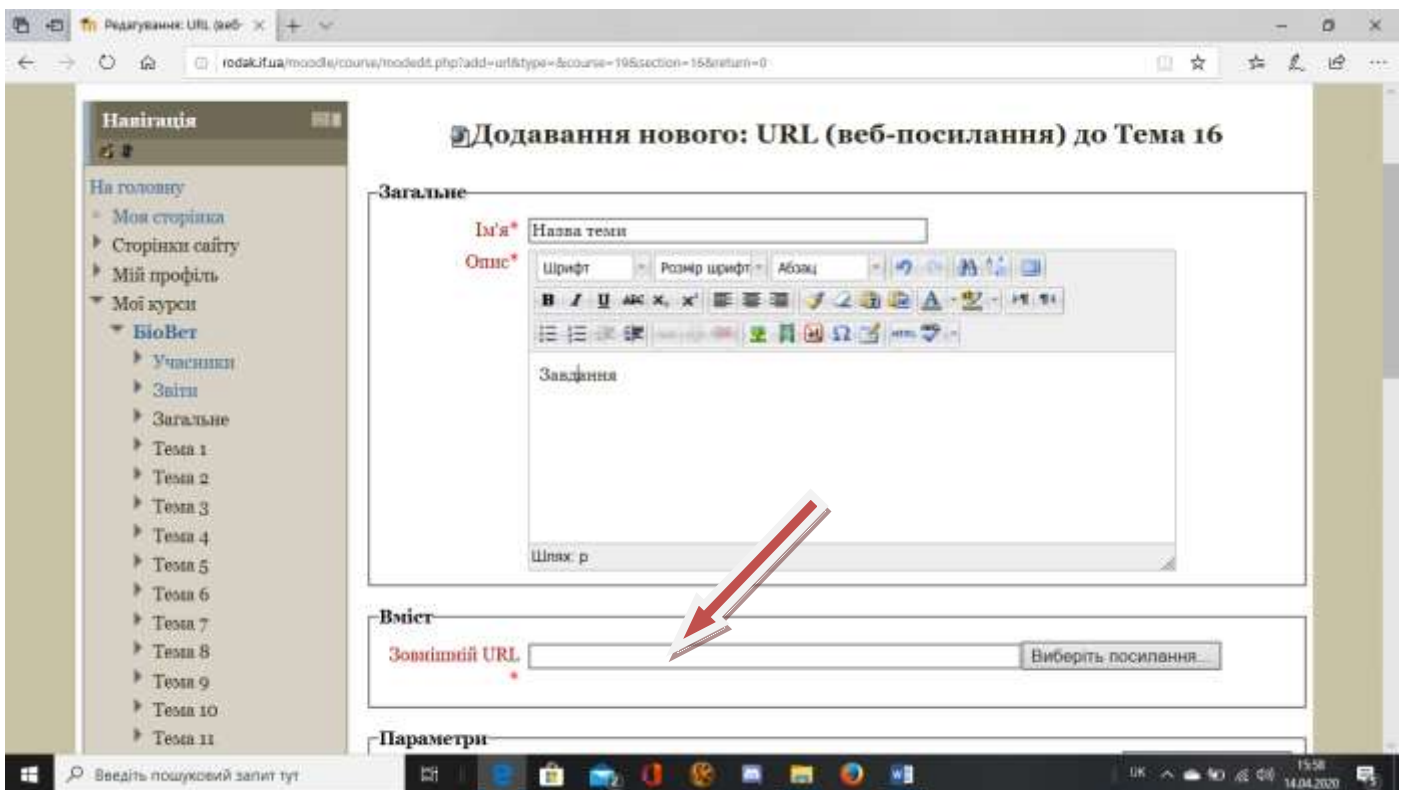 Редагування: URL (веб-
rodak.if.ua/moodle/course/modedit.php?add=url&type=&course=19&section=16&return=0
Навігація
На головну
Моя сторінка
Сторінки сайту
Мій профіль
Мої курси
БіоВет
Учасники
Звіти
Загальне
Тема 1
Тема 2
Тема 3
Тема 4
Тема 5
Тема 6
Тема 7
Тема 8
Тема 9
Тема 10
Тема 11
Додавання нового: URL (веб-посилання) до Тема 16
Загальне
Ім'я* Назва теми
Опис* Шрифт Розмір шрифт Абзац
B I U ABC x, x' A
Ω HTML ABC
Завдання
Шлях: p
Вміст
Зовнішній URL Виберіть посилання...
*
Параметри
Введіть пошуковий запит тут
УК 15:58
14.04.2020